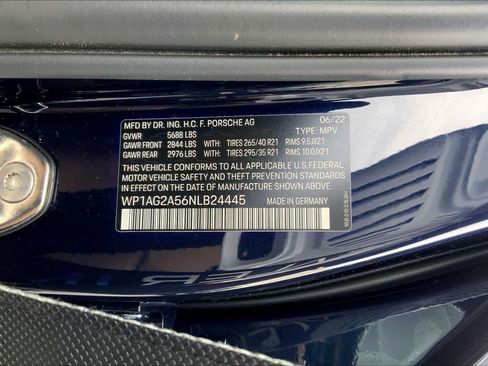 MFD BY DR. ING. H.C. F. PORSCHE AG 06/22
GVWR 5688 LBS TYPE: MPV
GAWR FRONT 2844 LBS WITH: TIRES 265/40 R21 RIMS 9.5JX21
GAWR REAR 2976 LBS WITH: TIRES 295/35 R21 RIMS 10.0JX21
THIS VEHICLE CONFORMS TO ALL APPLICABLE U.S. FEDERAL
MOTOR VEHICLE SAFETY AND THEFT PREVENTION STANDARDS
IN EFFECT ON THE DATE OF MANUFACTURE SHOWN ABOVE.
WP1AG2A56NLB24445 MADE IN GERMANY